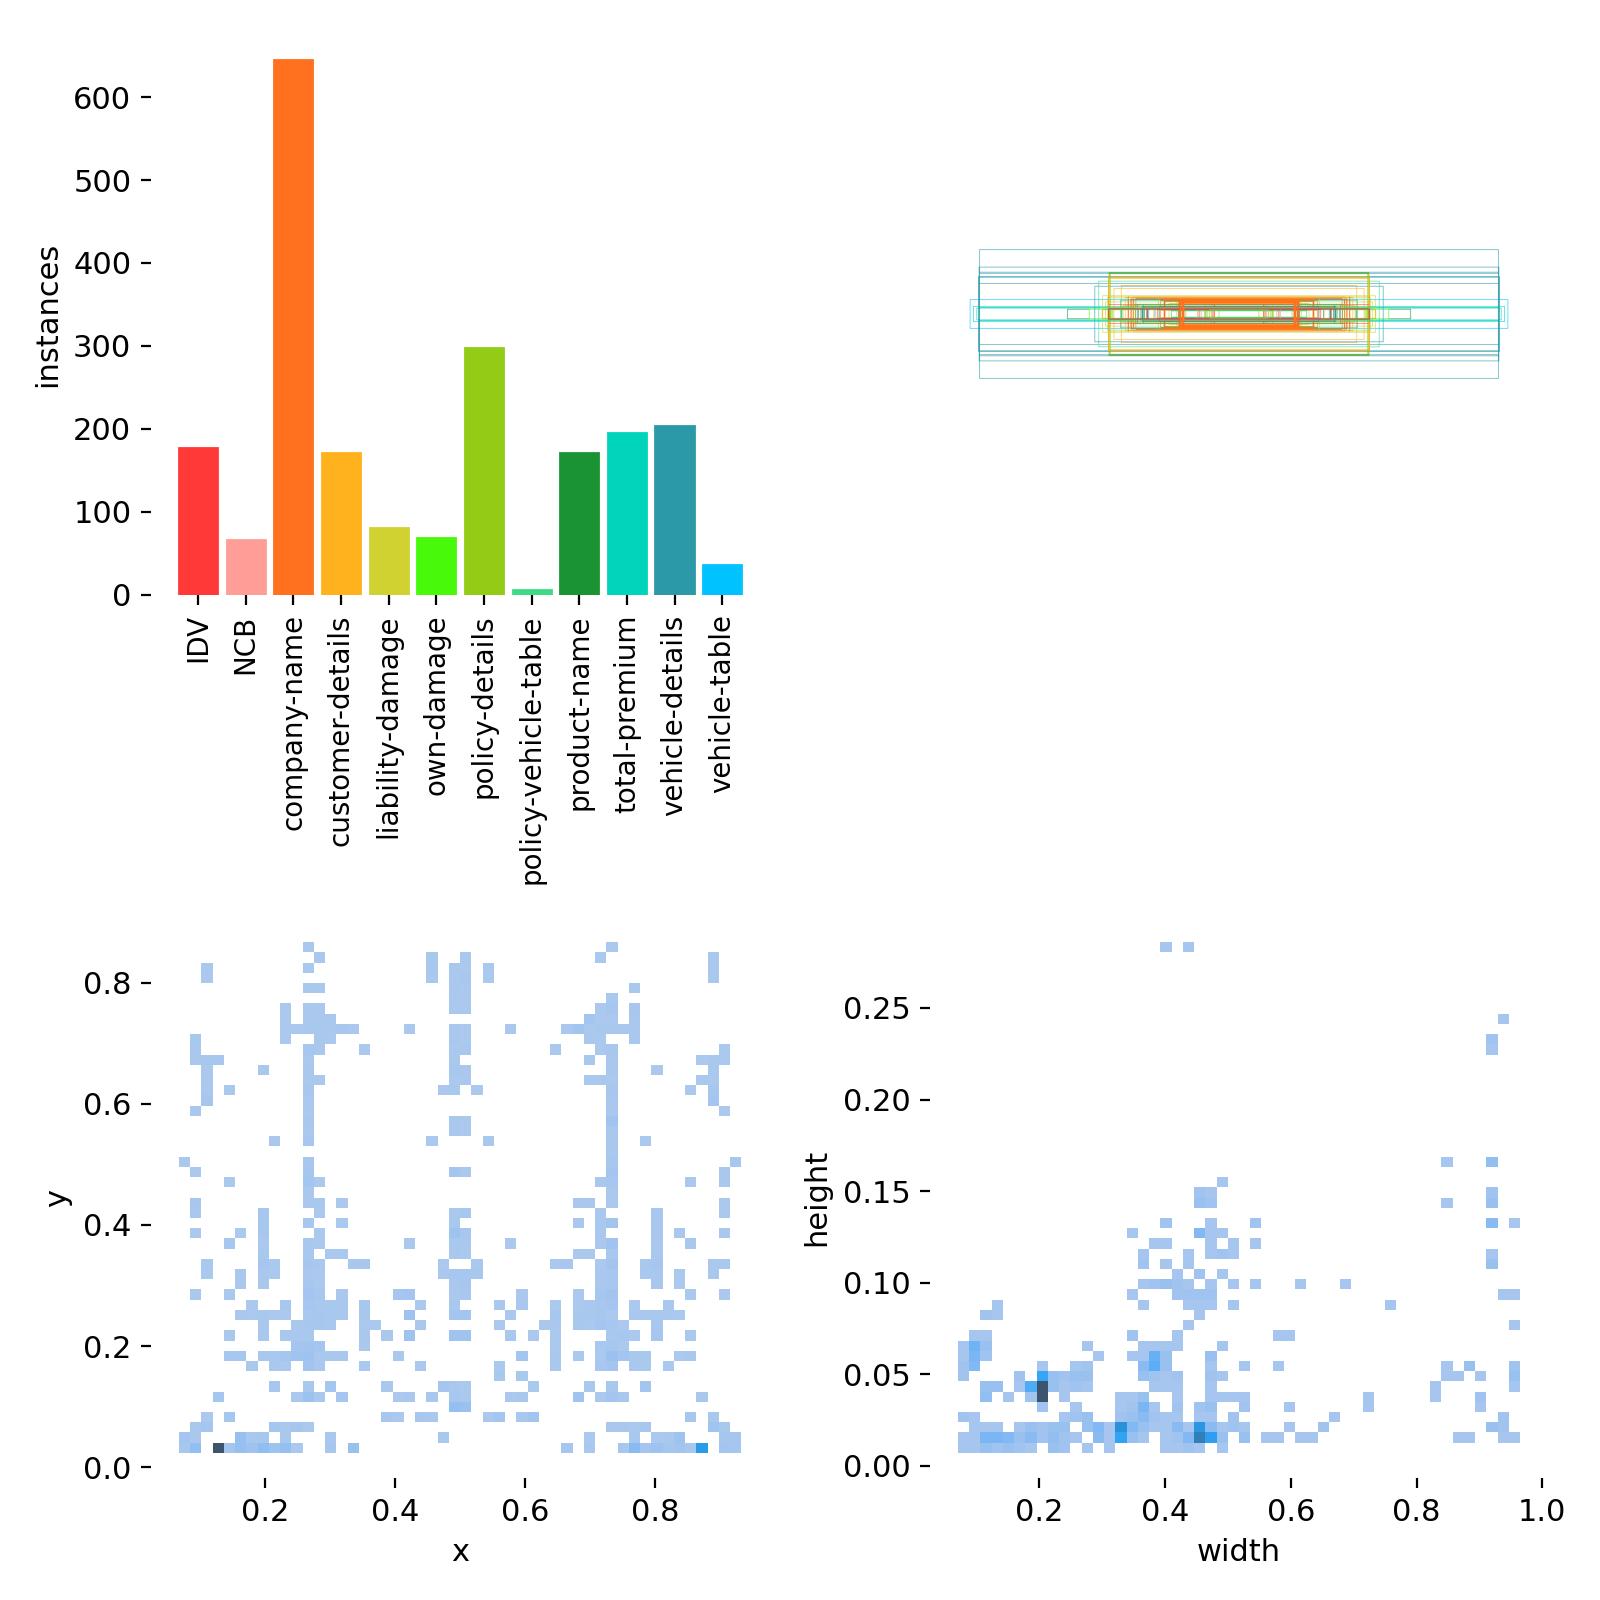 600
500
400
300
200
100
0
instances
IDV
NCB
company-name
customer-details
liability-damage
own-damage
policy-details
policy-vehicle-table
product-name
total-premium
vehicle-details
vehicle-table
0.8
0.6
0.4
0.2
0.0
y
0.2 0.4 0.6 0.8
x
0.25
0.20
0.15
0.10
0.05
0.00
height
0.2 0.4 0.6 0.8 1.0
width